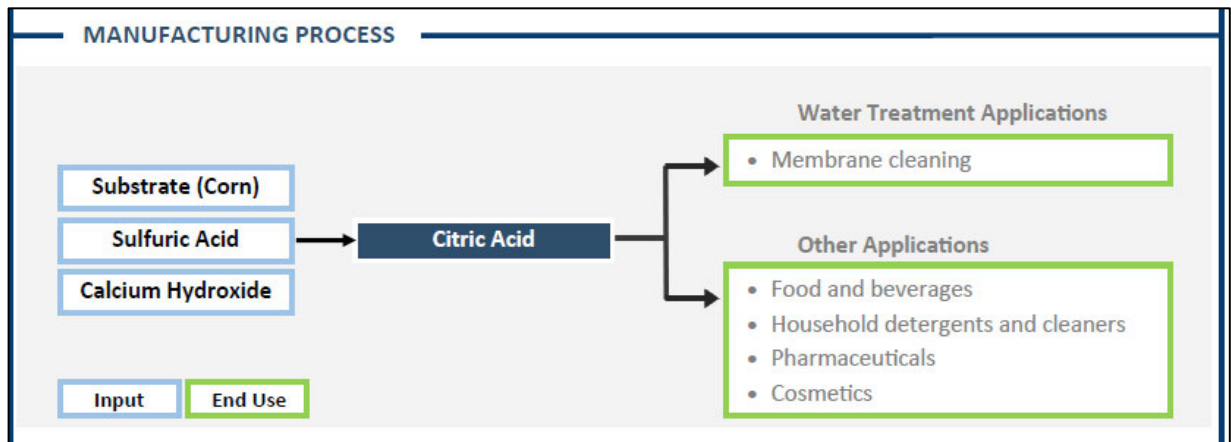 MANUFACTURING PROCESS
Substrate (Corn)
Sulfuric Acid
Calcium Hydroxide
Citric Acid
Water Treatment Applications
• Membrane cleaning
Other Applications
• Food and beverages
• Household detergents and cleaners
• Pharmaceuticals
• Cosmetics
Input
End Use